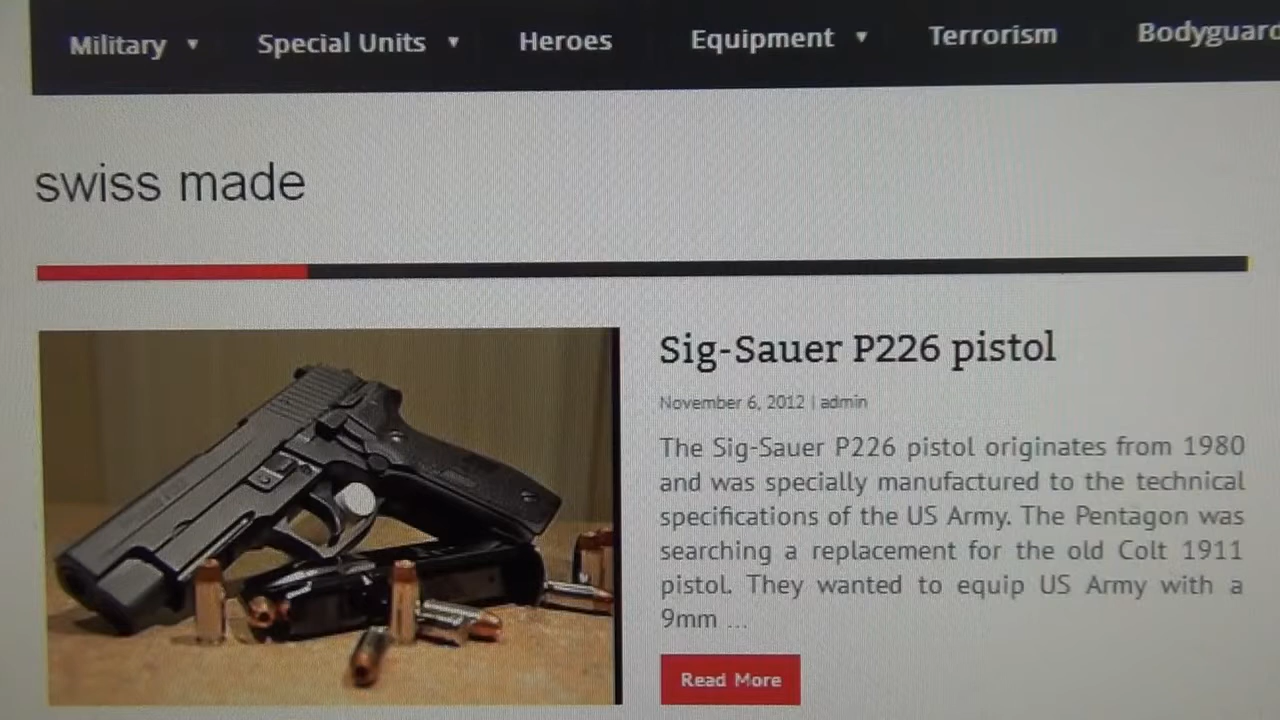 Military ▼ Special Units ▼ Heroes Equipment ▼ Terrorism Bodyguard
swiss made
Sig-Sauer P226 pistol
November 6, 2012 | admin
The Sig-Sauer P226 pistol originates from 1980
and was specially manufactured to the technical
specifications of the US Army. The Pentagon was
searching a replacement for the old Colt 1911
pistol. They wanted to equip US Army with a
9mm ...
Read More